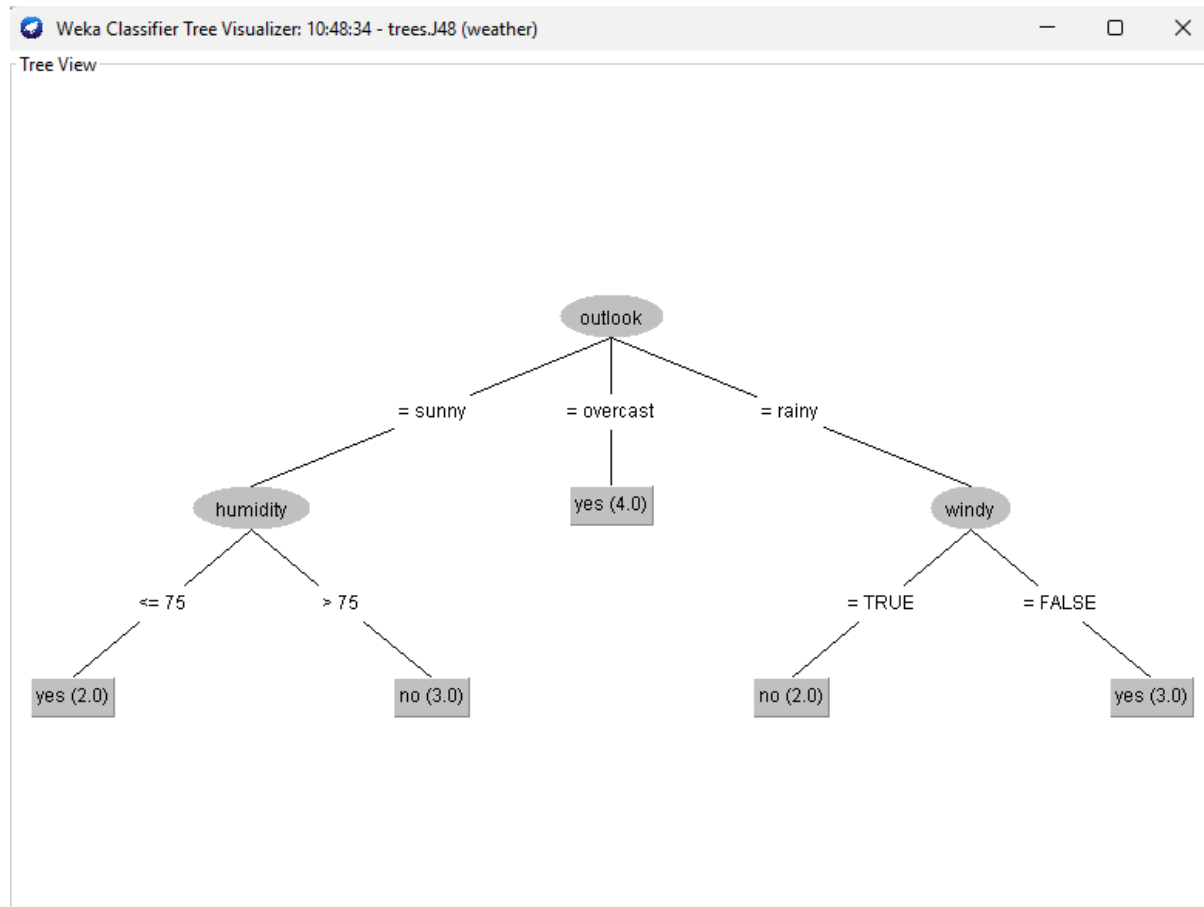 Weka Classifier Tree Visualizer: 10:48:34 - trees.J48 (weather)
Tree View
outlook
= sunny
= overcast
= rainy
humidity
yes (4.0)
windy
<= 75
> 75
= TRUE
= FALSE
yes (2.0)
no (3.0)
no (2.0)
yes (3.0)